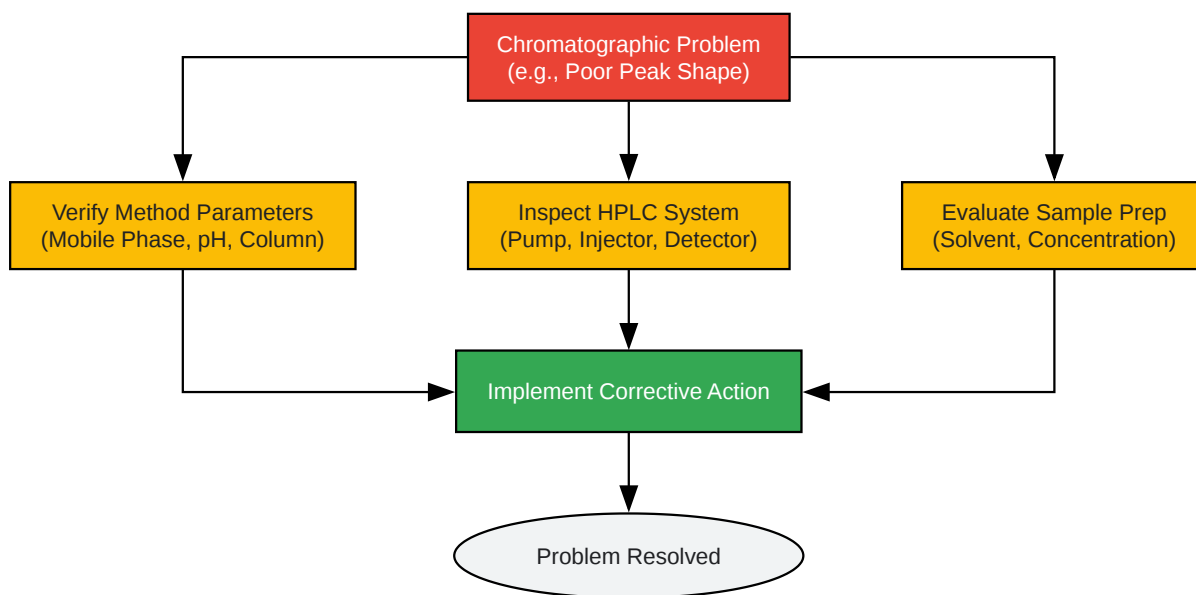 Chromatographic Problem
(e.g., Poor Peak Shape)
Verify Method Parameters
(Mobile Phase, pH, Column)
Inspect HPLC System
(Pump, Injector, Detector)
Evaluate Sample Prep
(Solvent, Concentration)
Implement Corrective Action
Problem Resolved